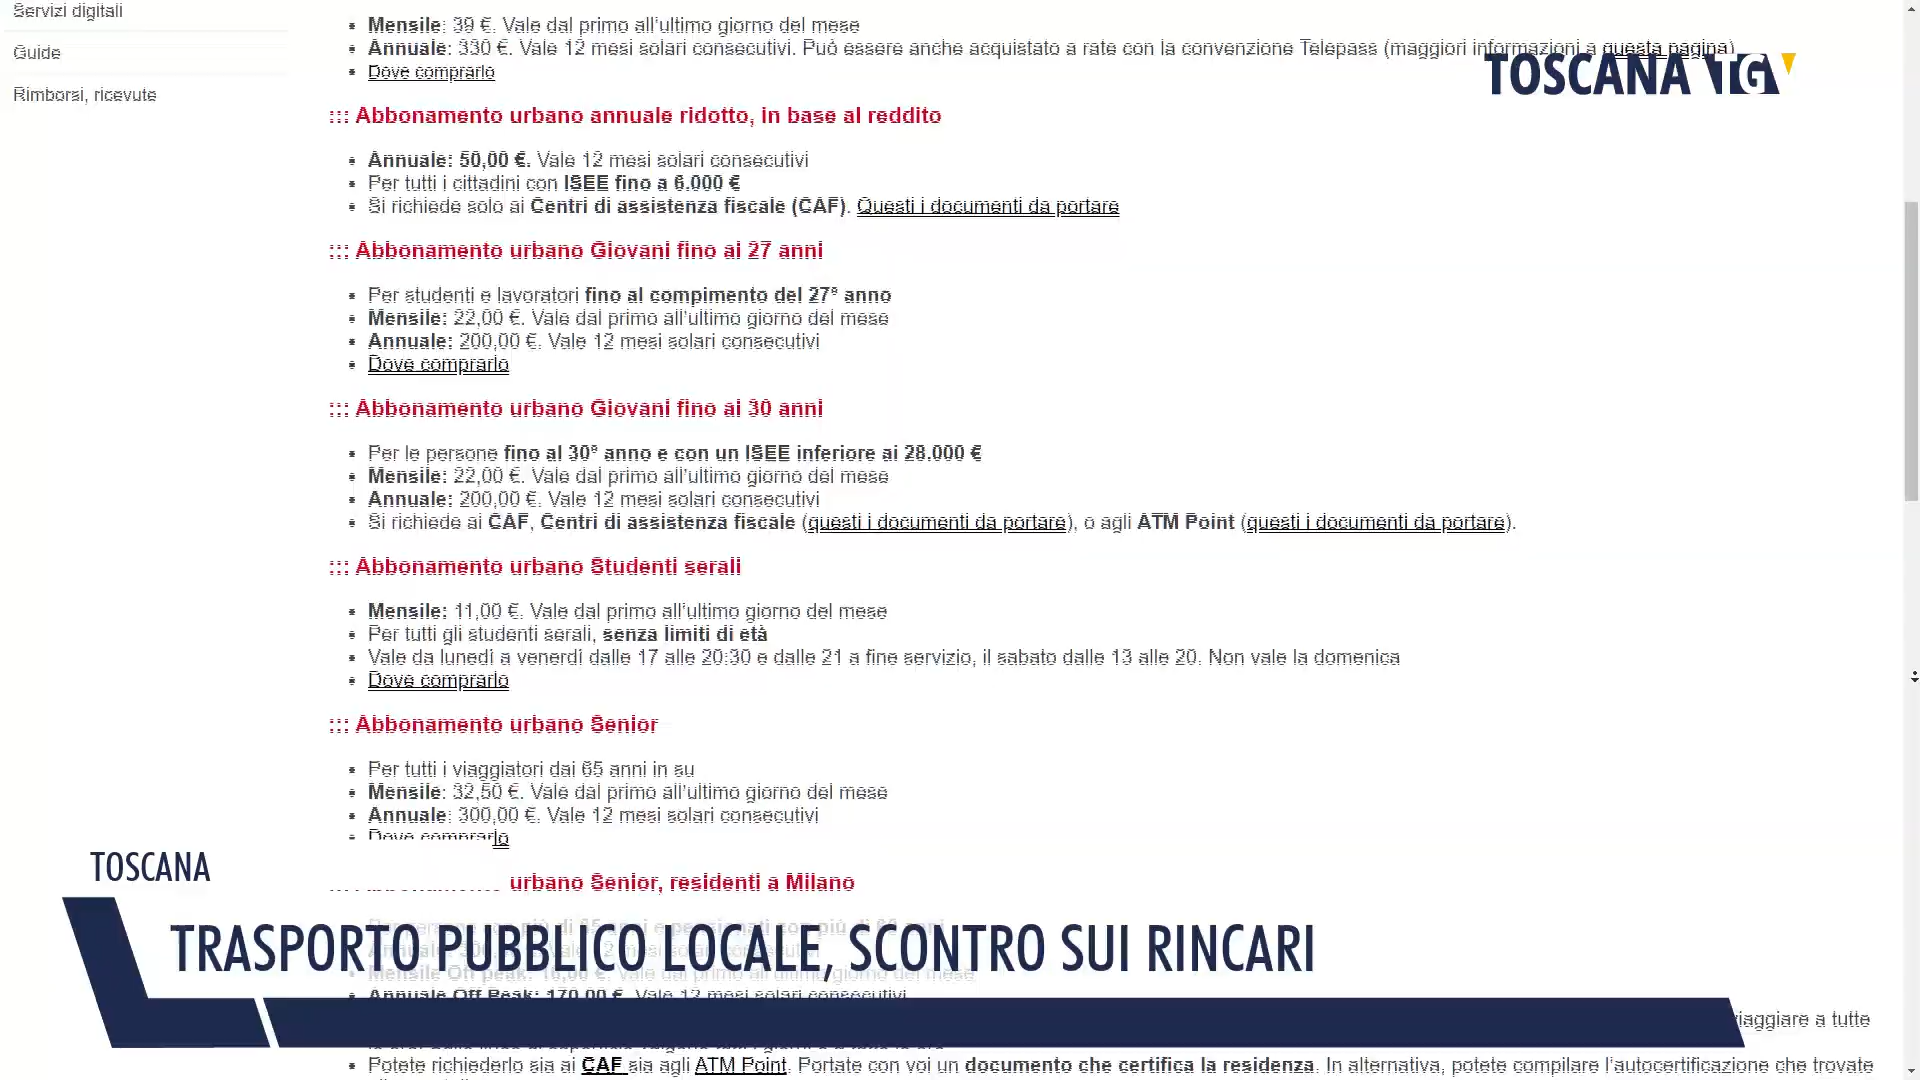 Servizi digitali
Guide
Rimborsi, ricevute
Mensile: 39 €. Vale dal primo all'ultimo giorno del mese
Annuale: 330 €. Vale 12 mesi solari consecutivi. Può essere anche acquistato a rate con la convenzione Telepass (maggiori informazioni a questa pagina)
Dove comprarlo
TOSCANA TG
::: Abbonamento urbano annuale ridotto, in base al reddito
Annuale: 50,00 €. Vale 12 mesi solari consecutivi
Per tutti i cittadini con ISEE fino a 6.000 €
Si richiede solo ai Centri di assistenza fiscale (CAF). Questi i documenti da portare
::: Abbonamento urbano Giovani fino ai 27 anni
Per studenti e lavoratori fino al compimento del 27° anno
Mensile: 22,00 €. Vale dal primo all'ultimo giorno del mese
Annuale: 200,00 €. Vale 12 mesi solari consecutivi
Dove comprarlo
::: Abbonamento urbano Giovani fino ai 30 anni
Per le persone fino al 30° anno e con un ISEE inferiore ai 28.000 €
Mensile: 22,00 €. Vale dal primo all'ultimo giorno del mese
Annuale: 200,00 €. Vale 12 mesi solari consecutivi
Si richiede ai CAF, Centri di assistenza fiscale (questi i documenti da portare), o agli ATM Point (questi i documenti da portare).
::: Abbonamento urbano Studenti serali
Mensile: 11,00 €. Vale dal primo all'ultimo giorno del mese
Per tutti gli studenti serali, senza limiti di età
Vale da lunedì a venerdì dalle 17 alle 20:30 e dalle 21 a fine servizio, il sabato dalle 13 alle 20. Non vale la domenica
Dove comprarlo
::: Abbonamento urbano Senior
Per tutti i viaggiatori dai 65 anni in su
Mensile: 32,50 €. Vale dal primo all'ultimo giorno del mese
Annuale: 300,00 €. Vale 12 mesi solari consecutivi
Dove comprarlo
TOSCANA
urbano Senior, residenti a Milano
TRASPORTO PUBBLICO LOCALE, SCONTRO SUI RINCARI
Annuale Off Peak: 170,00 €. Vale 12 mesi solari consecutivi
viaggiare a tutte
Potete richiederlo sia ai CAF sia agli ATM Point. Portate con voi un documento che certifica la residenza. In alternativa, potete compilare l'autocertificazione che trovate